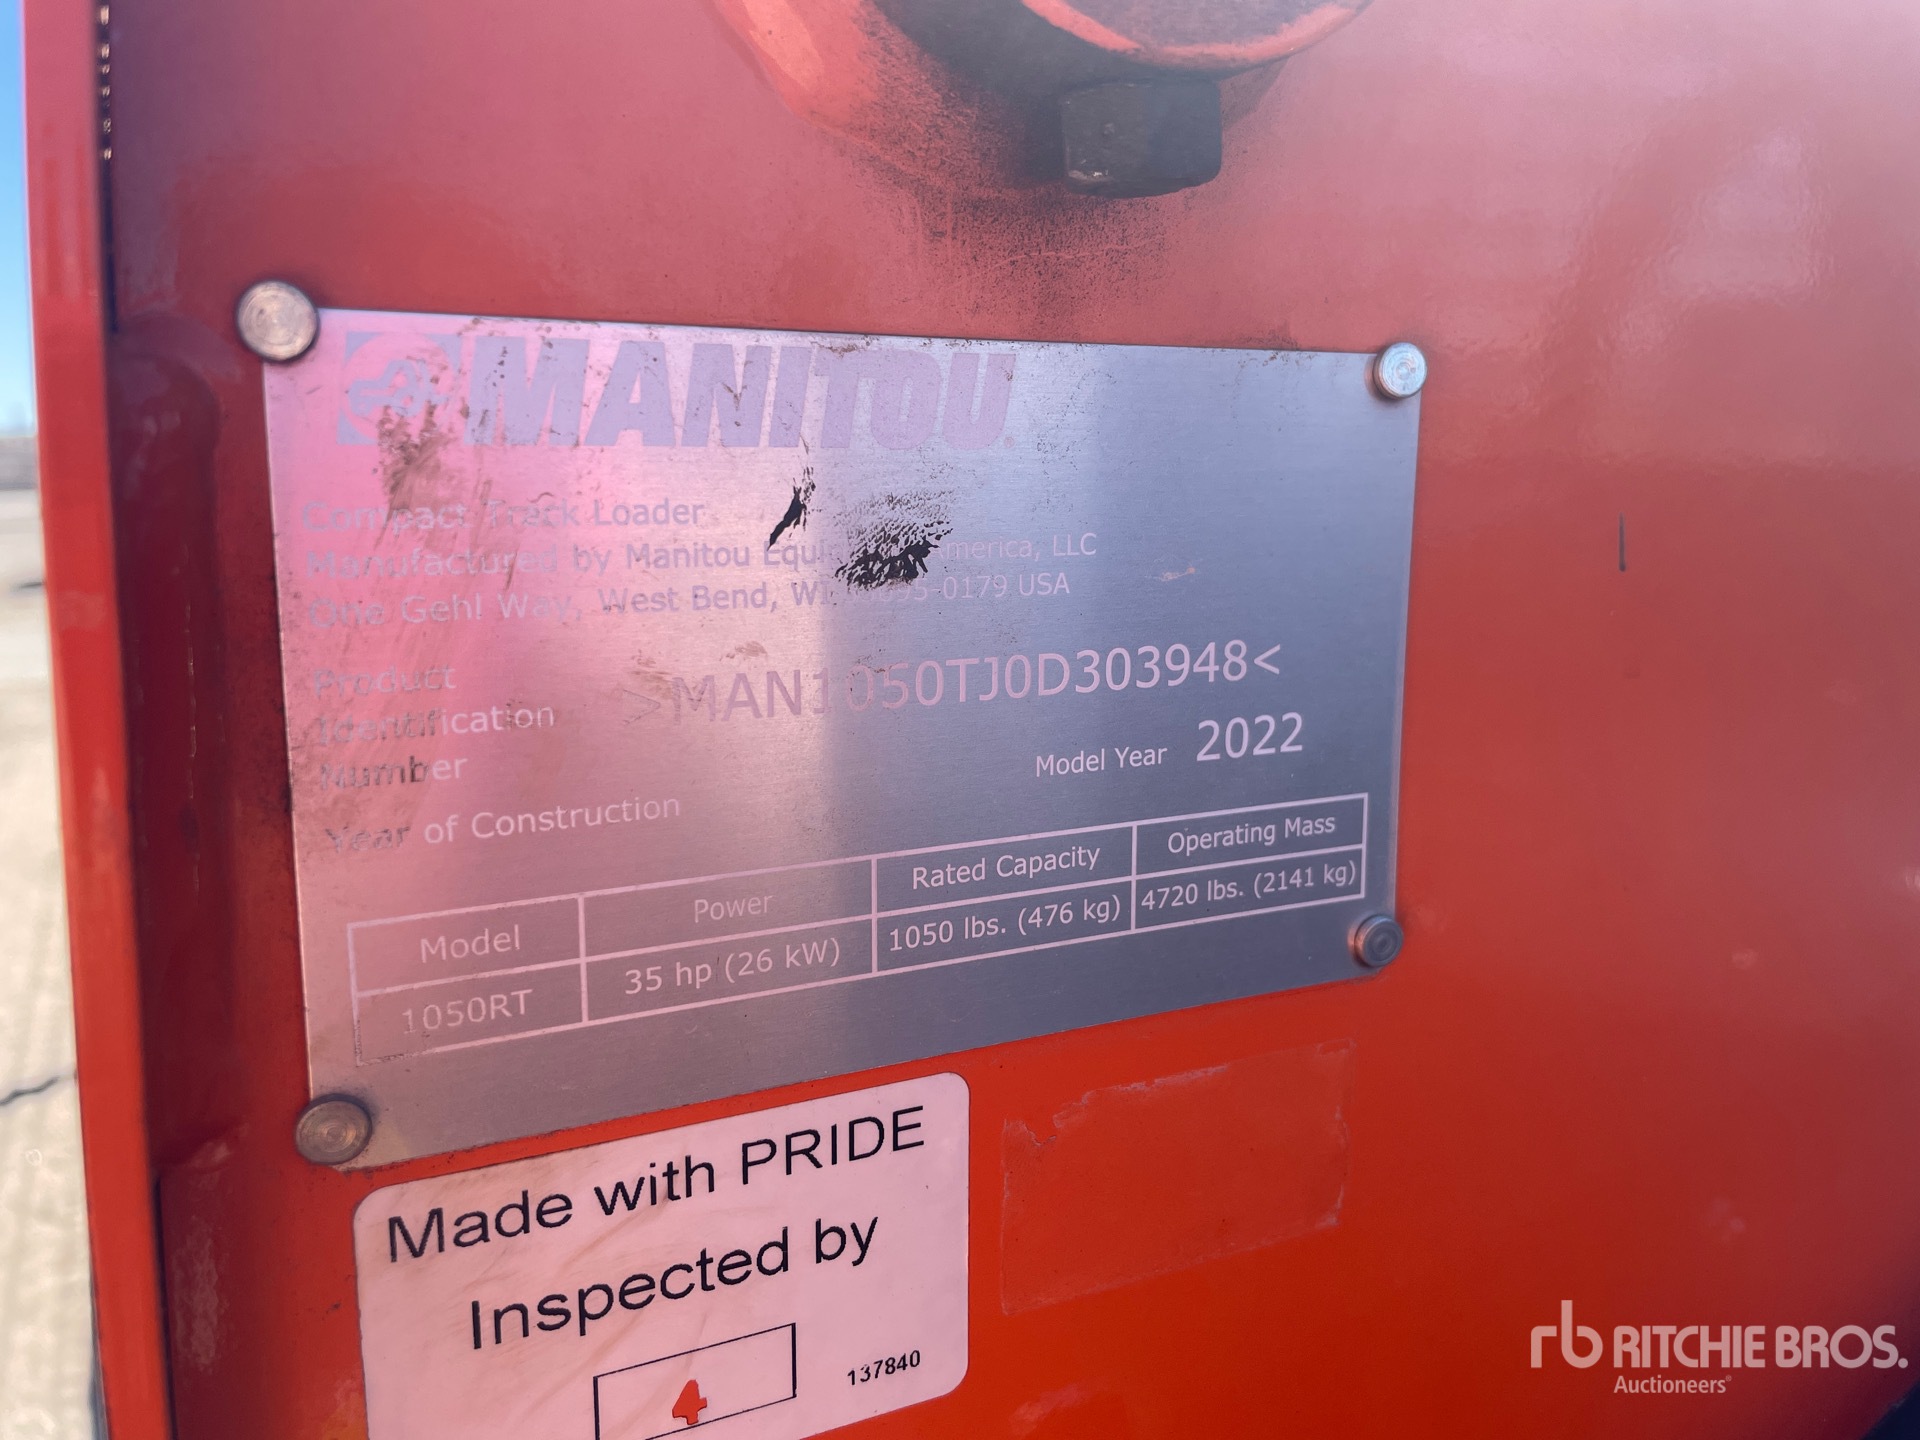 MANITOU
Compact Track Loader
Manufactured by Manitou America, LLC
One Gehl Way, West Bend, WI 0179 USA
Product
Identification
Number
>MAN1050TJ0D303948<
Model Year 2022
Year of Construction
Model Power Rated Capacity Operating Mass
1050RT 35 hp (26 kW) 1050 lbs. (476 kg) 4720 lbs. (2141 kg)
Made with PRIDE
Inspected by
4
137840
rb RITCHIE BROS.
Auctioneers